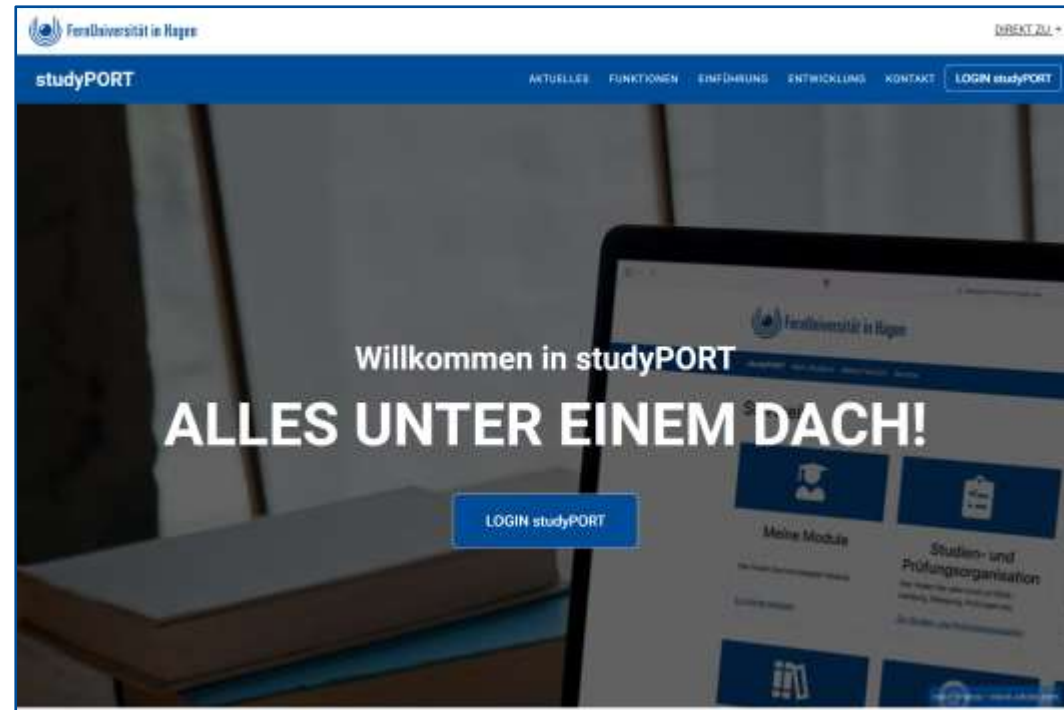 FernUniversität in Hagen
DIREKT ZU
studyPORT
AKTUELLES FUNKTIONEN EINFÜHRUNG ENTWICKLUNG KONTAKT LOGIN studyPORT
FernUniversität in Hagen
Willkommen in studyPORT
ALLES UNTER EINEM DACH!
LOGIN studyPORT
Meine Module
Studien- und
Prüfungsorganisation